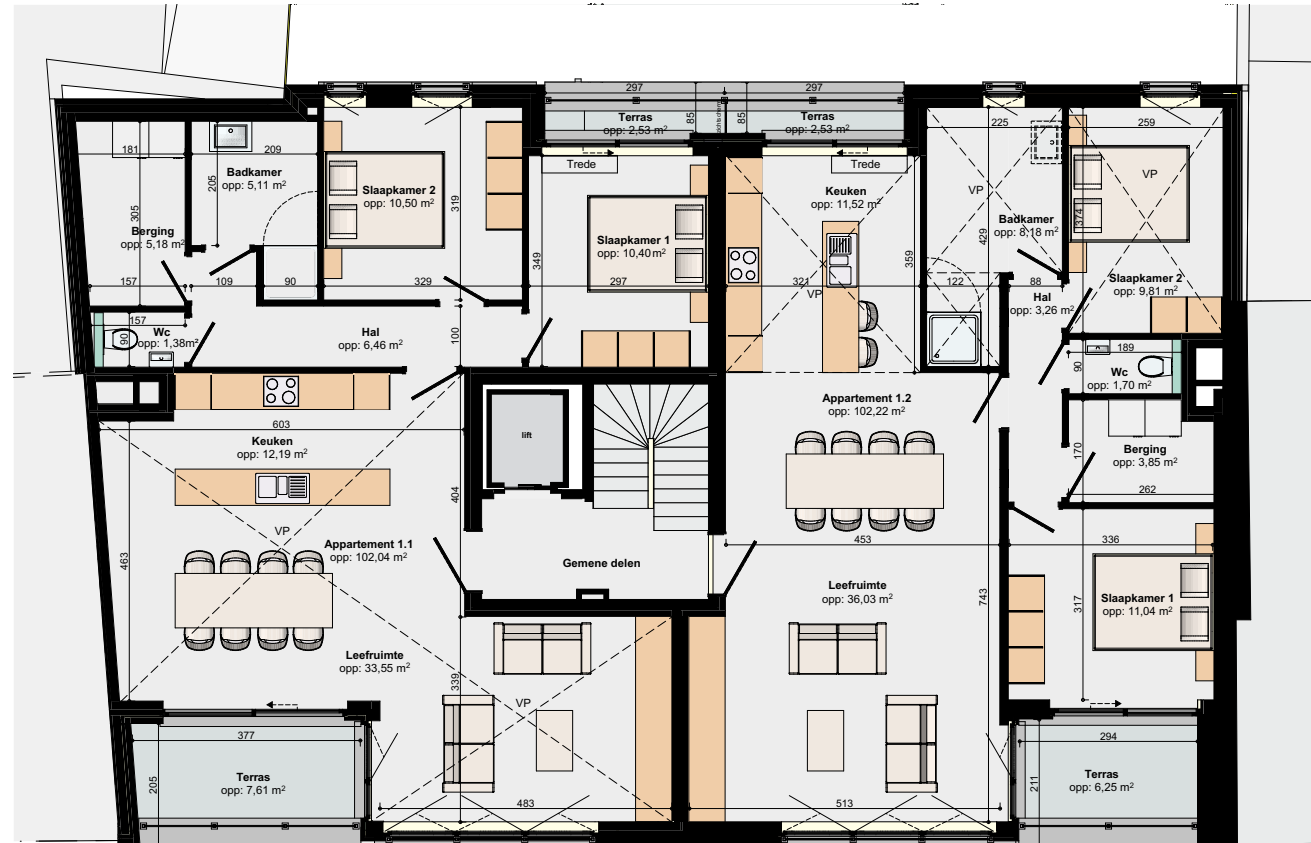 297
297
Terras
opp: 2,53 m²
85
85
Terras
opp: 2,53 m²
Trede
Trede
181
209
205
305
Badkamer
opp: 5,11 m²
Berging
opp: 5,18 m²
157
109
90
Slaapkamer 2
opp: 10,50 m²
319
329
Slaapkamer 1
opp: 10,40 m²
349
297
Keuken
opp: 11,52 m²
359
321
VP
225
VP
Badkamer
opp: 8,18 m²
429
122
88
259
VP
374
Slaapkamer 2
opp: 9,81 m²
Hal
opp: 3,26 m²
157
90
Wc
opp: 1,38m²
Hal
opp: 6,46 m²
100
189
90
Wc
opp: 1,70 m²
lift
603
Keuken
opp: 12,19 m²
404
VP
Appartement 1.1
opp: 102,04 m²
463
Appartement 1.2
opp: 102,22 m²
170
Berging
opp: 3,85 m²
262
Gemene delen
453
336
Leefruimte
opp: 36,03 m²
743
317
Slaapkamer 1
opp: 11,04 m²
Leefruimte
opp: 33,55 m²
339
VP
377
205
Terras
opp: 7,61 m²
483
513
294
211
Terras
opp: 6,25 m²